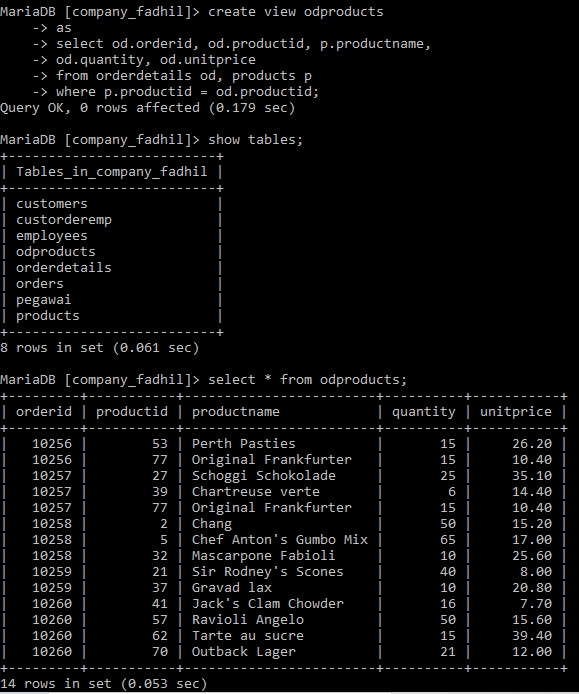 MariaDB [company_fadhil]> create view odproducts
    -> as
    -> select od.orderid, od.productid, p.productname,
    -> od.quantity, od.unitprice
    -> from orderdetails od, products p
    -> where p.productid = od.productid;
Query OK, 0 rows affected (0.179 sec)

MariaDB [company_fadhil]> show tables;
+--------------------------+
| Tables_in_company_fadhil |
+--------------------------+
| customers                |
| custorderemp             |
| employees                |
| odproducts               |
| orderdetails             |
| orders                   |
| pegawai                  |
| products                 |
+--------------------------+
8 rows in set (0.061 sec)

MariaDB [company_fadhil]> select * from odproducts;
+---------+-----------+------------------------+----------+-----------+
| orderid | productid | productname            | quantity | unitprice |
+---------+-----------+------------------------+----------+-----------+
|   10256 |        53 | Perth Pasties          |       15 |     26.20 |
|   10256 |        77 | Original Frankfurter   |       15 |     10.40 |
|   10257 |        27 | Schoggi Schokolade     |       25 |     35.10 |
|   10257 |        39 | Chartreuse verte       |        6 |     14.40 |
|   10257 |        77 | Original Frankfurter   |       15 |     10.40 |
|   10258 |         2 | Chang                  |       50 |     15.20 |
|   10258 |         5 | Chef Anton's Gumbo Mix |       65 |     17.00 |
|   10258 |        32 | Mascarpone Fabioli     |       10 |     25.60 |
|   10259 |        21 | Sir Rodney's Scones    |       40 |      8.00 |
|   10259 |        37 | Gravad lax             |       10 |     20.80 |
|   10260 |        41 | Jack's Clam Chowder    |       16 |      7.70 |
|   10260 |        57 | Ravioli Angelo         |       50 |     15.60 |
|   10260 |        62 | Tarte au sucre         |       15 |     39.40 |
|   10260 |        70 | Outback Lager          |       21 |     12.00 |
+---------+-----------+------------------------+----------+-----------+
14 rows in set (0.053 sec)